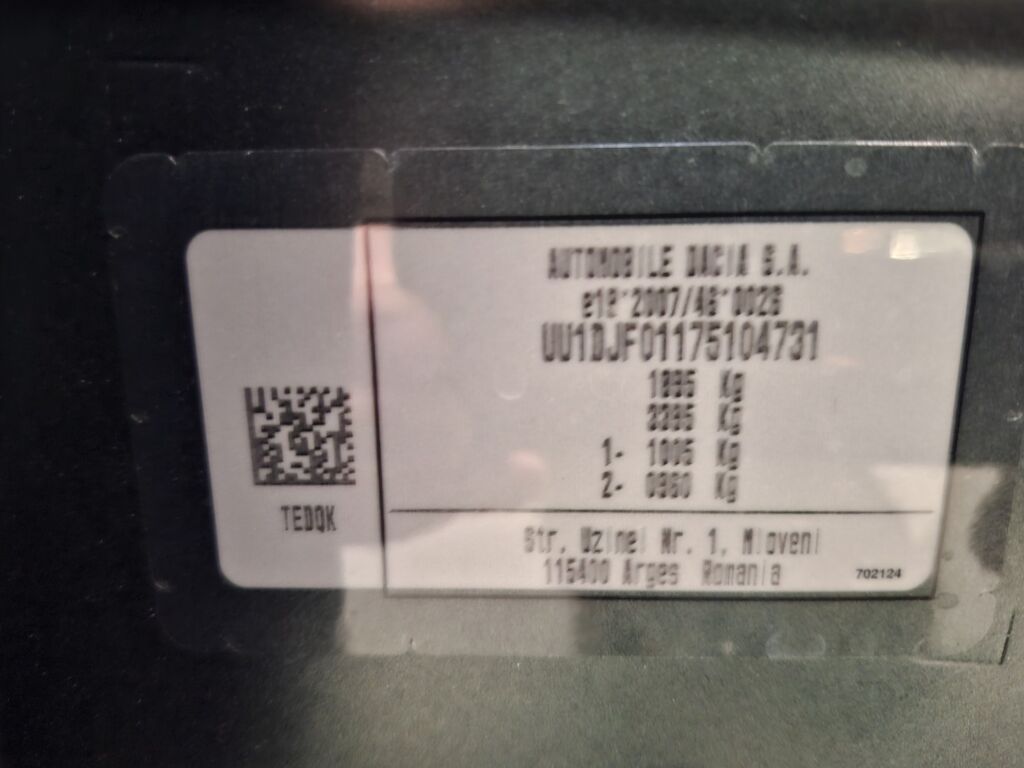 AUTOMOBILE DACIA S.A.
e19*2007/46*0026
UU1DJF01175104731
1895 Kg
3395 Kg
1- 1005 Kg
2- 0960 Kg
TEDQK
Str. Uzinei Nr. 1, Mioveni
115400 Arges Romania
702124